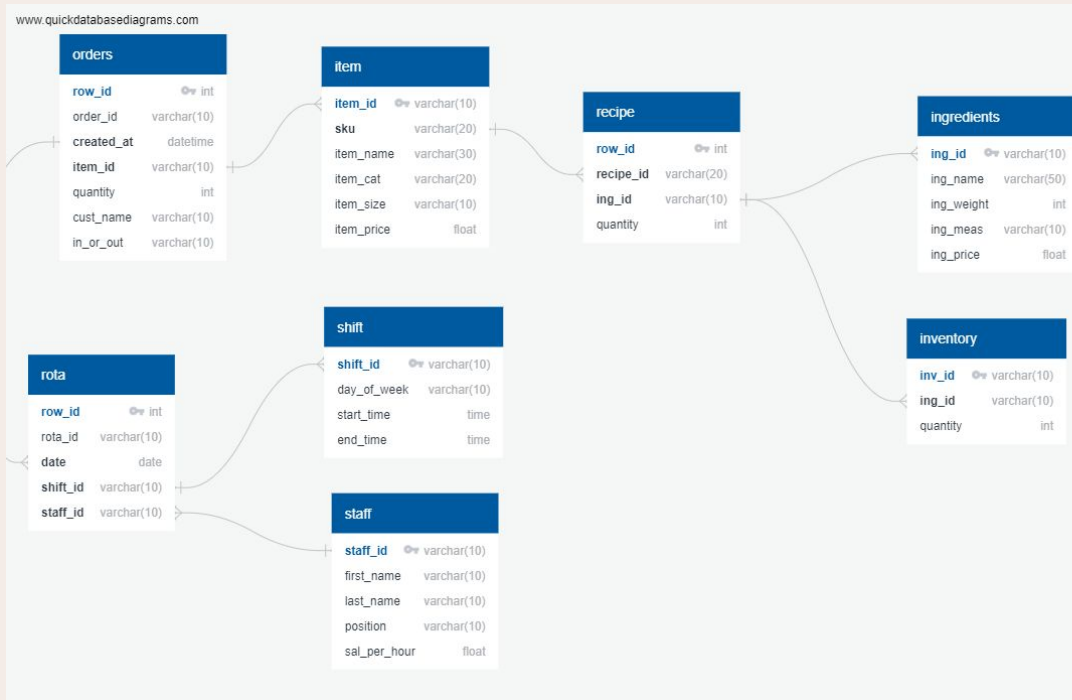 www.quickdatabasediagrams.com
orders
row_id int
order_id varchar(10)
created_at datetime
item_id varchar(10)
quantity int
cust_name varchar(10)
in_or_out varchar(10)
item
item_id varchar(10)
sku varchar(20)
item_name varchar(30)
item_cat varchar(20)
item_size varchar(10)
item_price float
recipe
row_id int
recipe_id varchar(20)
ing_id varchar(10)
quantity int
ingredients
ing_id varchar(10)
ing_name varchar(50)
ing_weight int
ing_meas varchar(10)
ing_price float
rota
row_id int
rota_id varchar(10)
date date
shift_id varchar(10)
staff_id varchar(10)
shift
shift_id varchar(10)
day_of_week varchar(10)
start_time time
end_time time
staff
staff_id varchar(10)
first_name varchar(10)
last_name varchar(10)
position varchar(10)
sal_per_hour float
inventory
inv_id varchar(10)
ing_id varchar(10)
quantity int